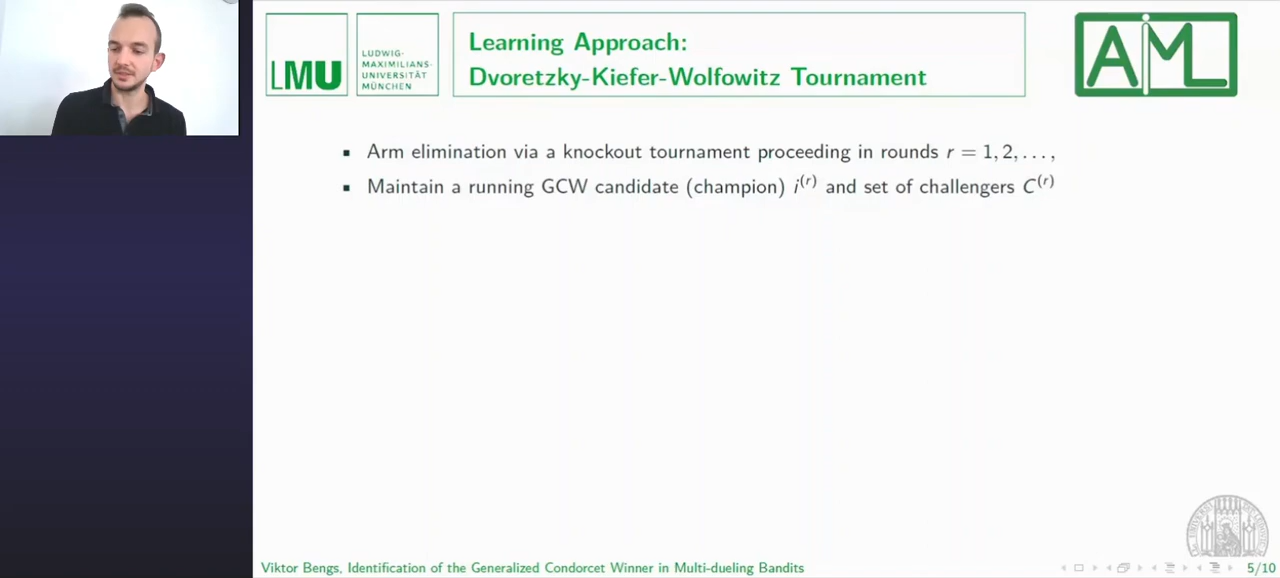 LMU
LUDWIG-
MAXIMILIANS-
UNIVERSITÄT
MÜNCHEN
Learning Approach:
Dvoretzky-Kiefer-Wolfowitz Tournament
AIML
Arm elimination via a knockout tournament proceeding in rounds r = 1, 2, . . . ,
Maintain a running GCW candidate (champion) i^(r) and set of challengers C^(r)
Viktor Bengs, Identification of the Generalized Condorcet Winner in Multi-dueling Bandits
5/10